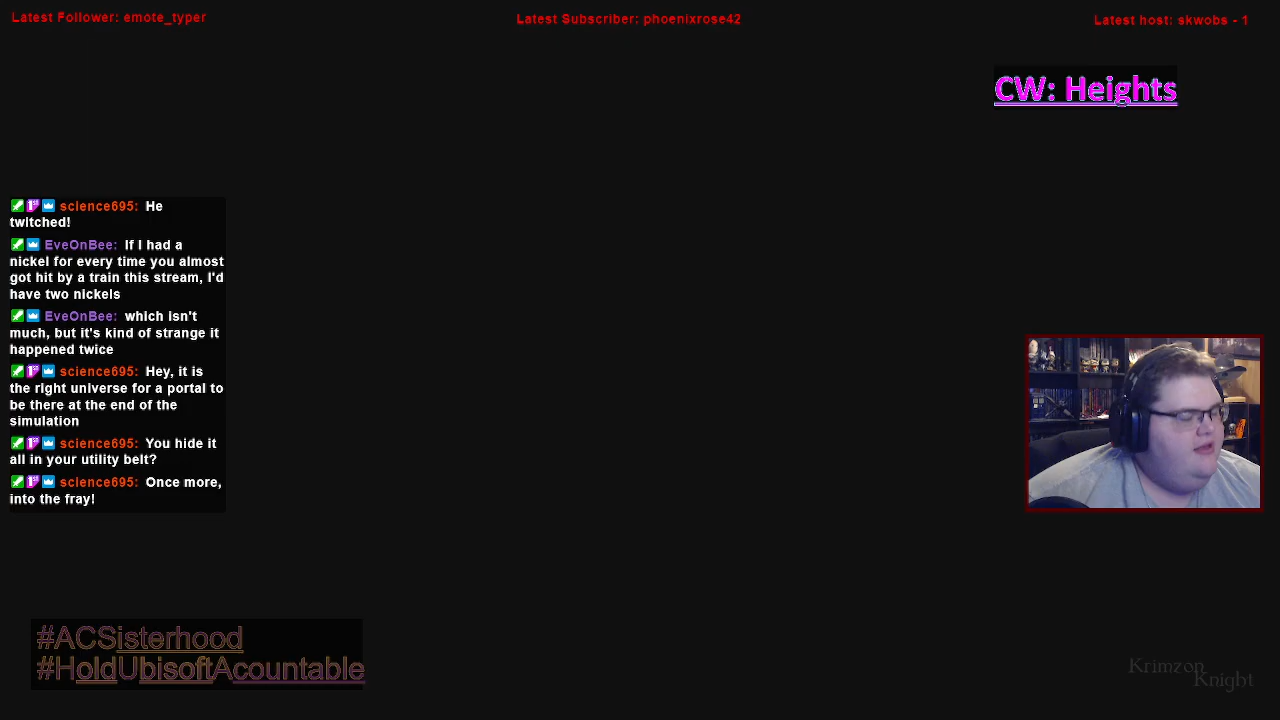 Latest Follower: emote_typer
Latest Subscriber: phoenixrose42
Latest host: skwobs - 1
CW: Heights
science695: He
twitched!
EveOnBee: If I had a
nickel for every time you almost
got hit by a train this stream, I'd
have two nickels
EveOnBee: which isn't
much, but it's kind of strange it
happened twice
science695: Hey, it is
the right universe for a portal to
be there at the end of the
simulation
science695: You hide it
all in your utility belt?
science695: Once more,
into the fray!
#ACSisterhood
#HoldUbisoftAcountable
Krimzon
Knight